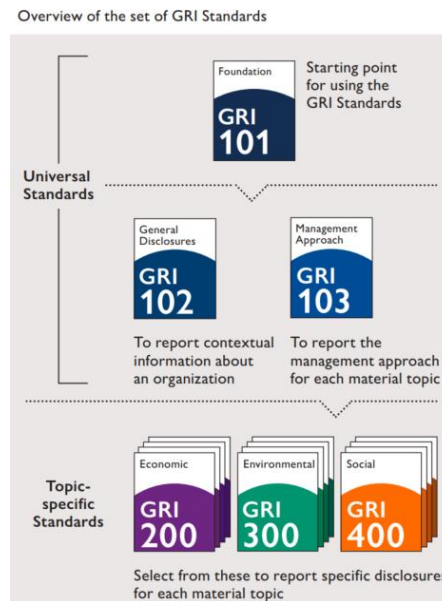 Overview of the set of GRI Standards
Foundation
GRI
101
Starting point
for using the
GRI Standards
Universal
Standards
General
Disclosures
GRI
102
Management
Approach
GRI
103
To report contextual
information about
an organization
To report the
management approach
for each material topic
Topic-
specific
Standards
Economic
GRI
200
Environmental
GRI
300
Social
GRI
400
Select from these to report specific disclosure
for each material topic